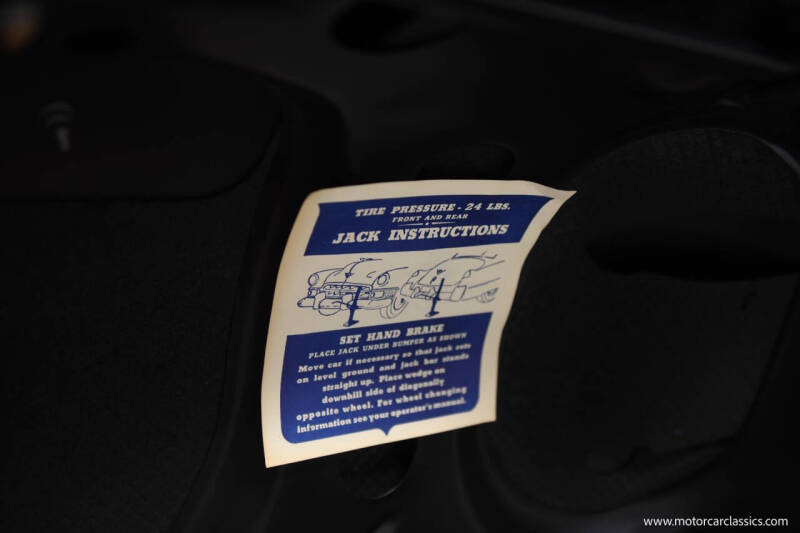 TIRE PRESSURE - 24 LBS.
FRONT AND REAR
JACK INSTRUCTIONS
SET HAND BRAKE
PLACE JACK UNDER BUMPER AS SHOWN
Move car if necessary so that jack sets
on level ground and jack bar stands
straight up. Place wedge on
downhill side of diagonally
opposite wheel. For wheel changing
information see your operator's manual.
www.motorcarclassics.com